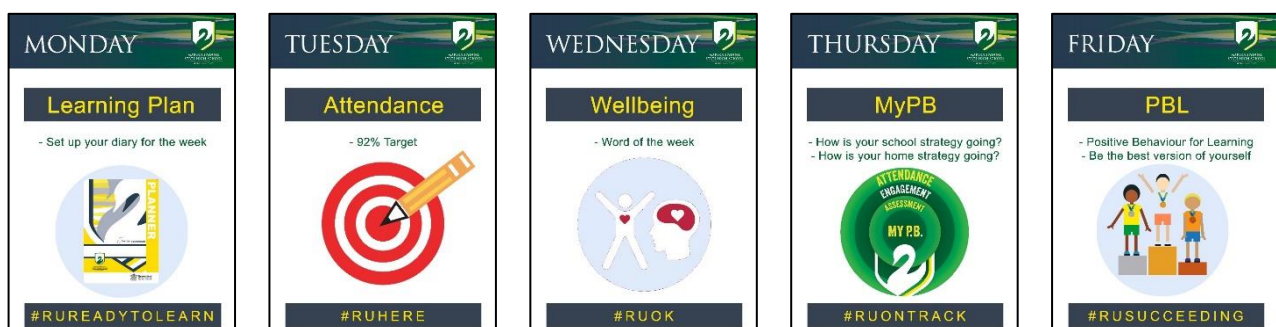 MONDAY
Learning Plan
- Set up your diary for the week
PLANNER
#RUREADYTOLEARN
TUESDAY
Attendance
- 92% Target
#RUHERE
WEDNESDAY
Wellbeing
- Word of the week
#RUOK
THURSDAY
MyPB
- How is your school strategy going?
- How is your home strategy going?
ATTENDANCE
ENGAGEMENT
ASSESSMENT
MY P.B.
#RUONTRACK
FRIDAY
PBL
- Positive Behaviour for Learning
- Be the best version of yourself
#RUSUCCEEDING